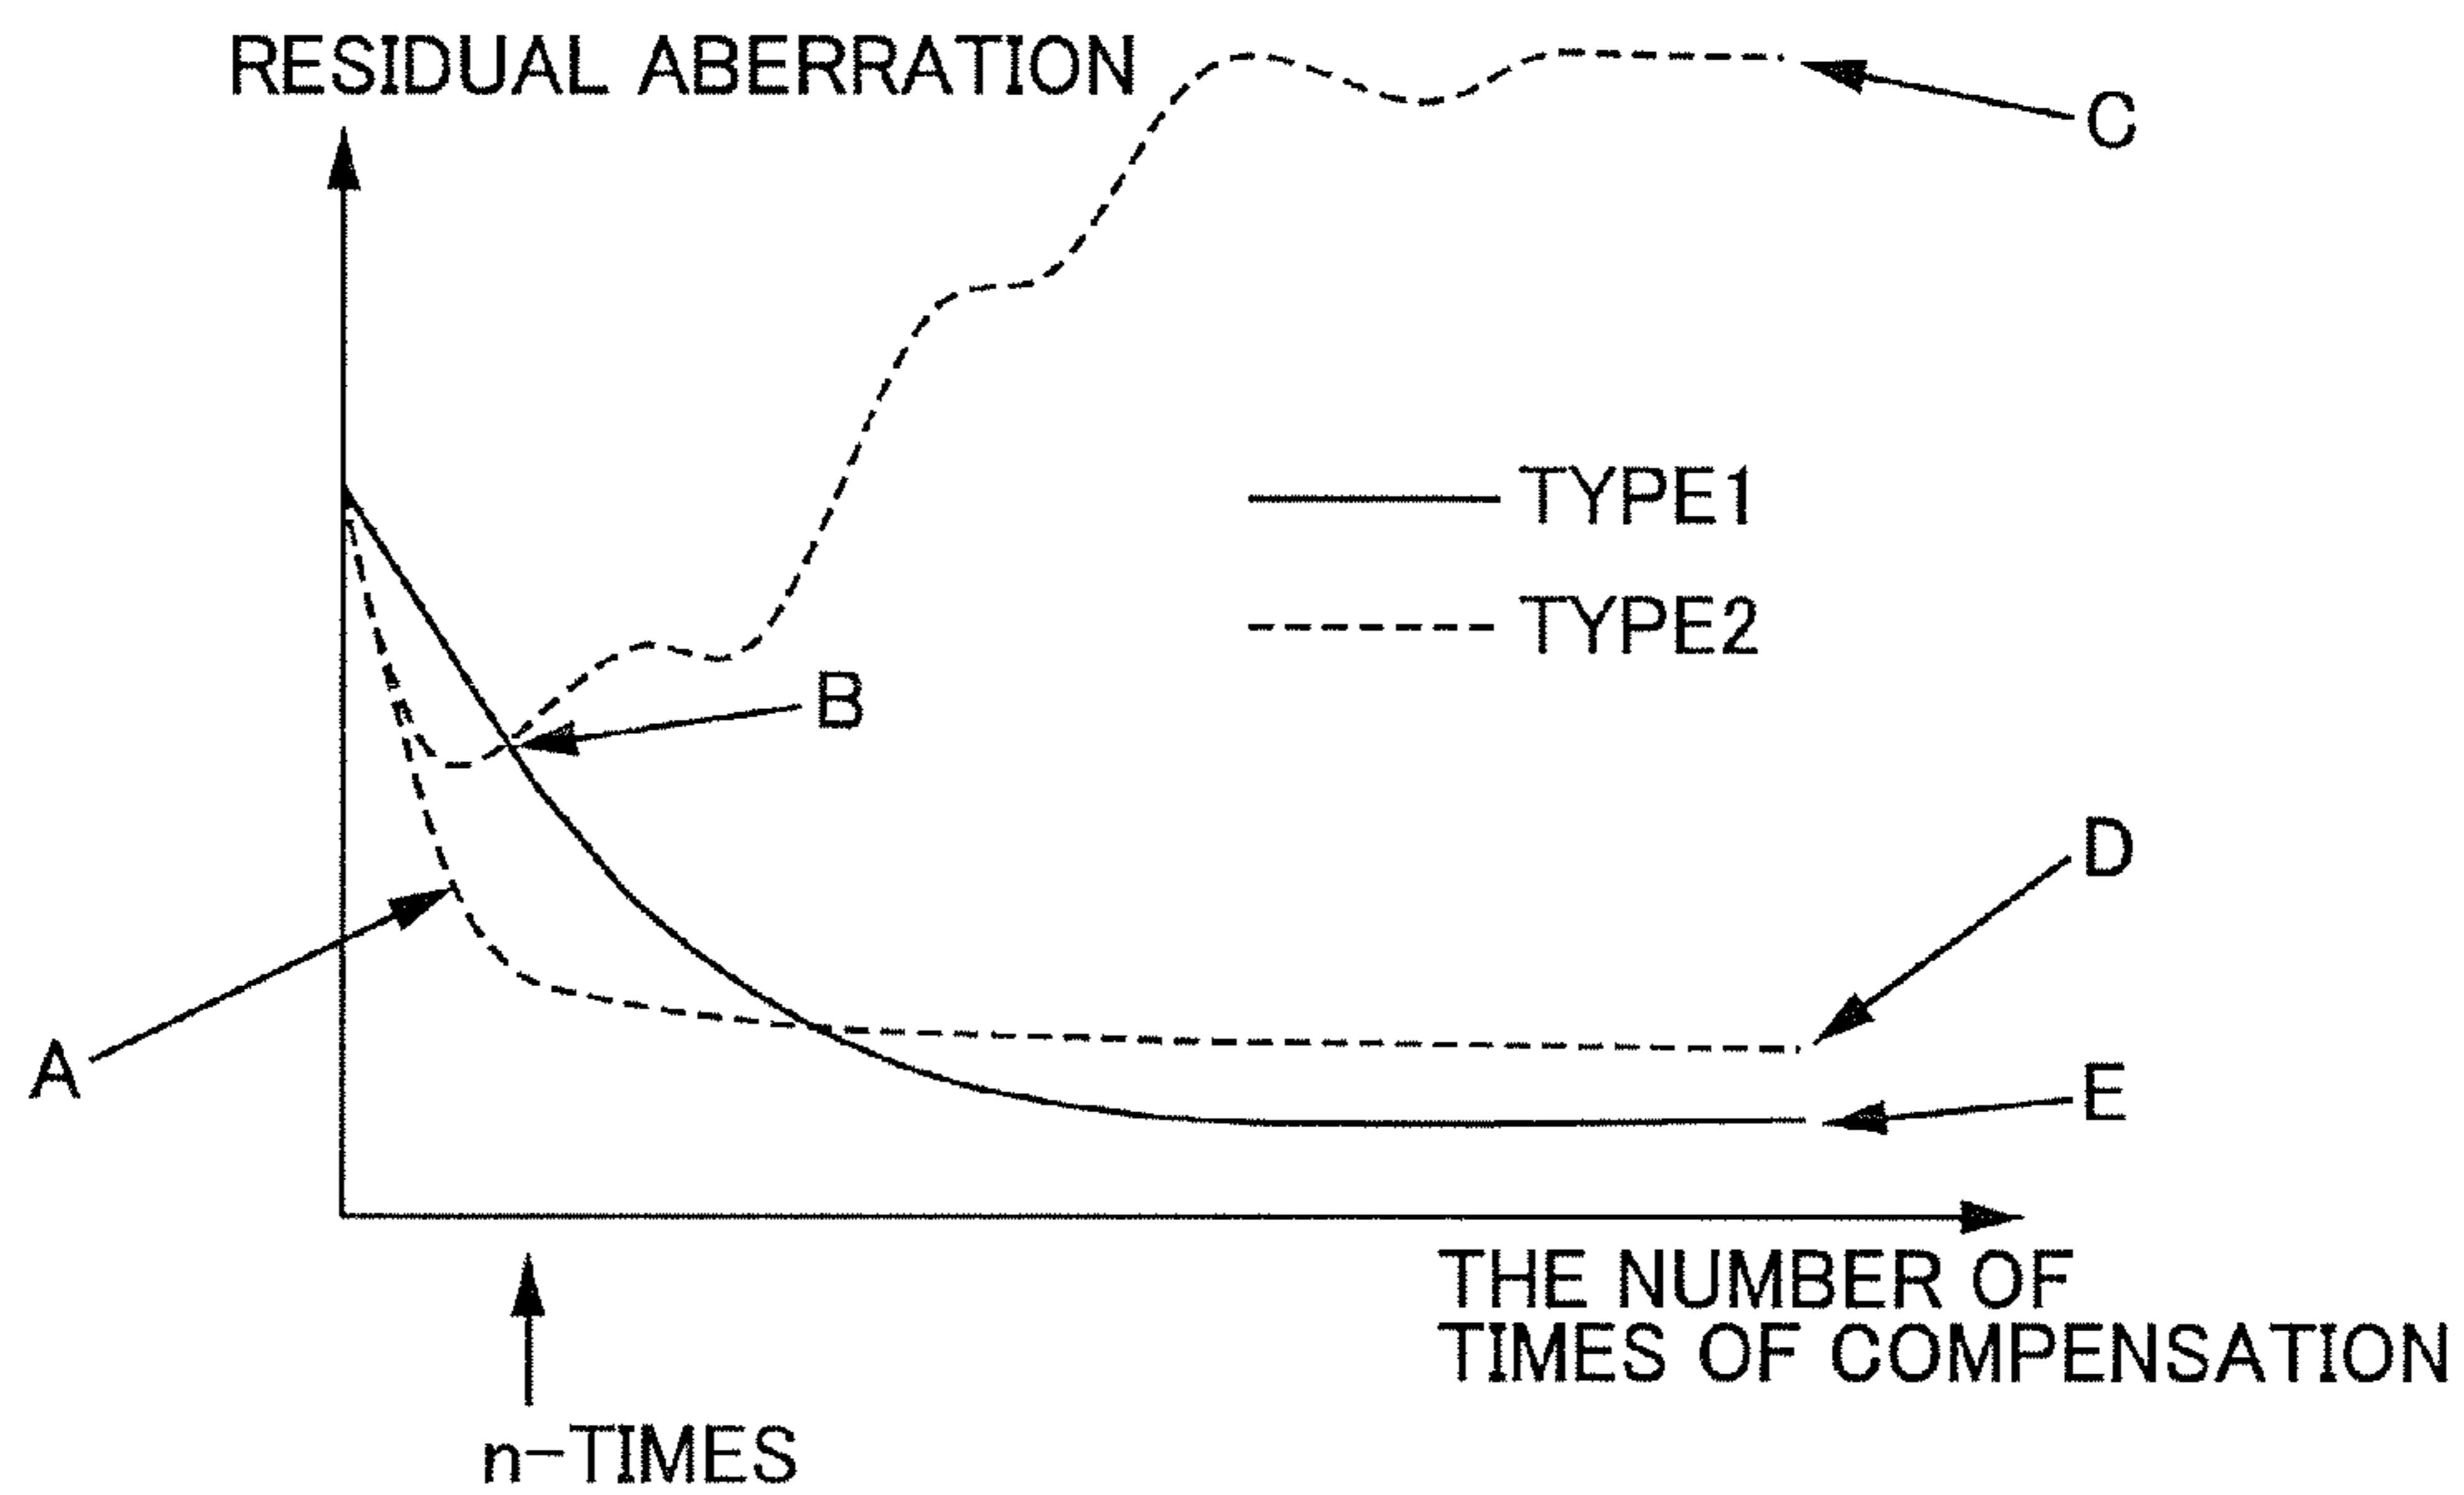 RESIDUAL ABERRATION
C
TYPE1
TYPE2
B
D
A
E
THE NUMBER OF
TIMES OF COMPENSATION
n-TIMES